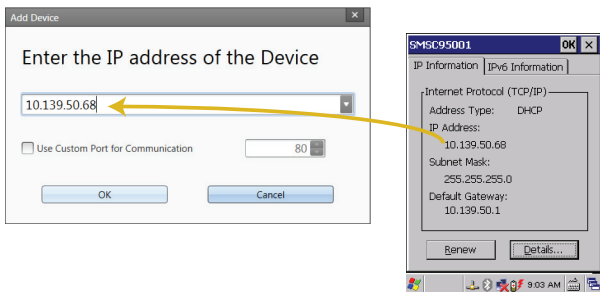 Add Device
Enter the IP address of the Device
10.139.50.68
Use Custom Port for Communication
80
OK
Cancel
SMSC95001
OK
IP Information
IPv6 Information
Internet Protocol (TCP/IP)
Address Type: DHCP
IP Address:
10.139.50.68
Subnet Mask:
255.255.255.0
Default Gateway:
10.139.50.1
Renew
Details...
9:03 AM